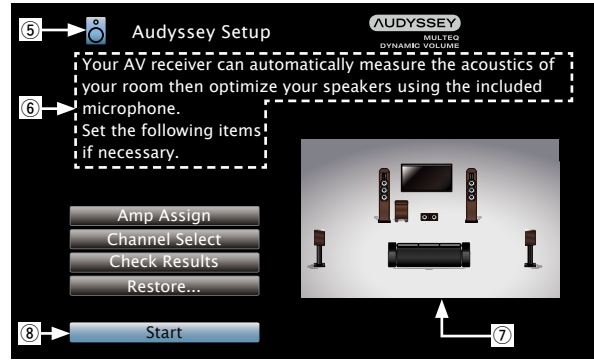 ⑤
Audyssey Setup
AUDYSSEY
MULTEQ
DYNAMIC VOLUME
⑥
Your AV receiver can automatically measure the acoustics of
your room then optimize your speakers using the included
microphone.
Set the following items
if necessary.
Amp Assign
Channel Select
Check Results
Restore...
⑧
Start
⑦